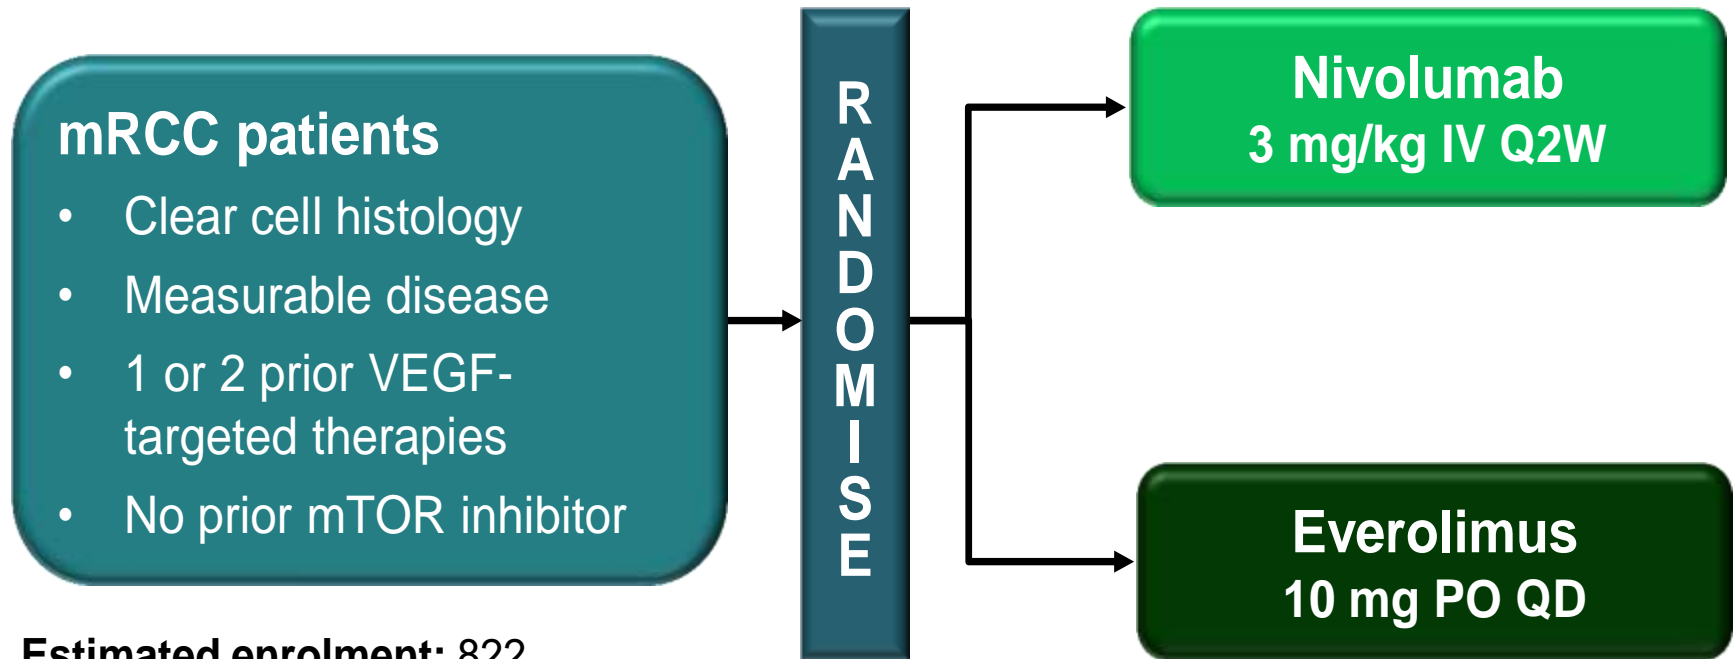 mRCC patients
• Clear cell histology
• Measurable disease
• 1 or 2 prior VEGF-
targeted therapies
• No prior mTOR inhibitor
Estimated enrolment: 822
RANDOMISE
Nivolumab
3 mg/kg IV Q2W
Everolimus
10 mg PO QD